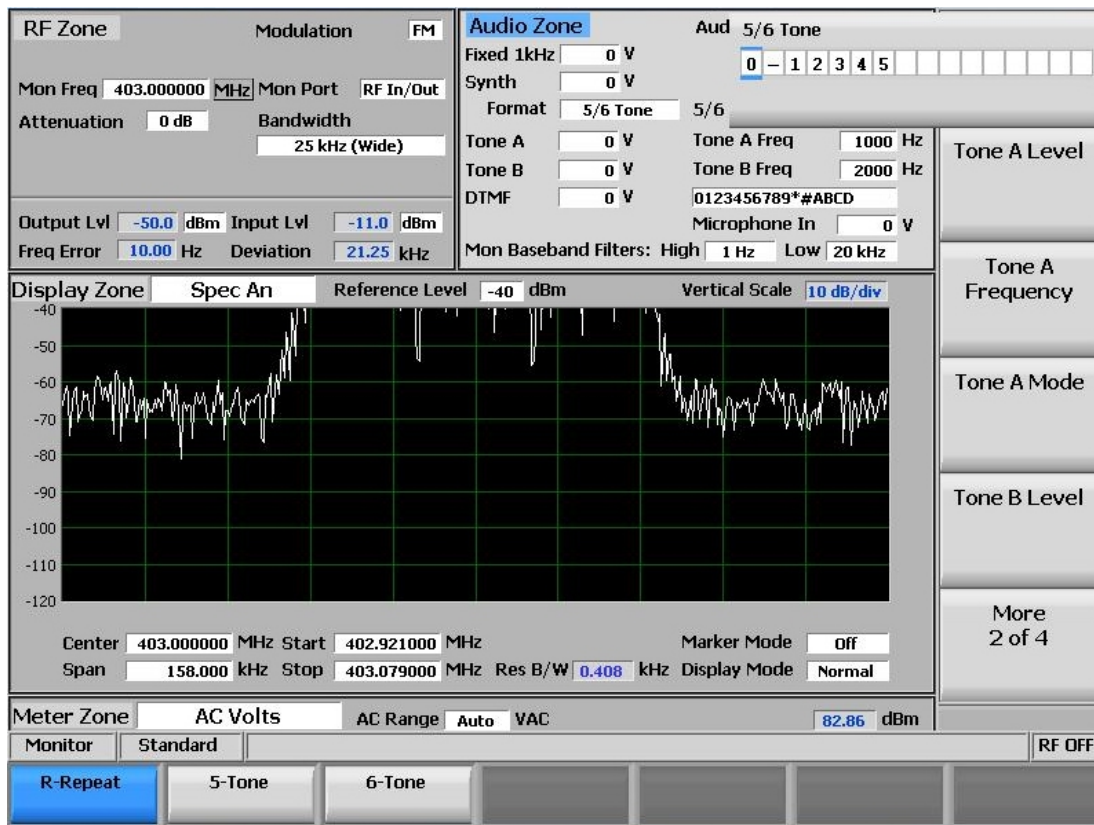 RF Zone Modulation FM
Mon Freq 403.000000 MHz Mon Port RF In/Out
Attenuation 0 dB Bandwidth
25 kHz (Wide)
Output Lvl -50.0 dBm Input Lvl -11.0 dBm
Freq Error 10.00 Hz Deviation 21.25 kHz
Audio Zone Aud
Fixed 1kHz 0 V
Synth 0 V
Format 5/6 Tone 5/6
Tone A 0 V Tone A Freq 1000 Hz
Tone B 0 V Tone B Freq 2000 Hz
DTMF 0 V 0123456789*#ABCD
Microphone In 0 V
Mon Baseband Filters: High 1 Hz Low 20 kHz
5/6 Tone
0 - 1 2 3 4 5
Tone A Level
Tone A
Frequency
Tone A Mode
Tone B Level
More
2 of 4
Display Zone Spec An Reference Level -40 dBm Vertical Scale 10 dB/div
-40
-50
-60
-70
-80
-90
-100
-110
-120
Center 403.000000 MHz Start 402.921000 MHz Marker Mode Off
Span 158.000 kHz Stop 403.079000 MHz Res B/W 0.408 kHz Display Mode Normal
Meter Zone AC Volts AC Range Auto VAC 82.86 dBm
Monitor Standard RF OFF
R-Repeat 5-Tone 6-Tone